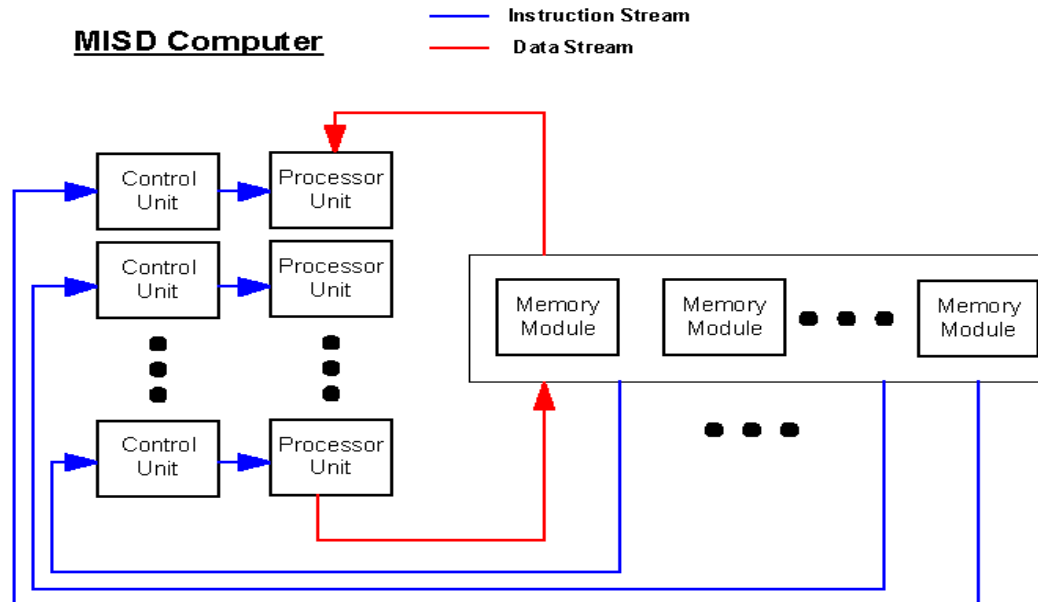 Instruction Stream
MISD Computer
Data Stream
Control
Unit
Processor
Unit
Control
Unit
Processor
Unit
Memory
Module
Memory
Module
Memory
Module
Control
Unit
Processor
Unit